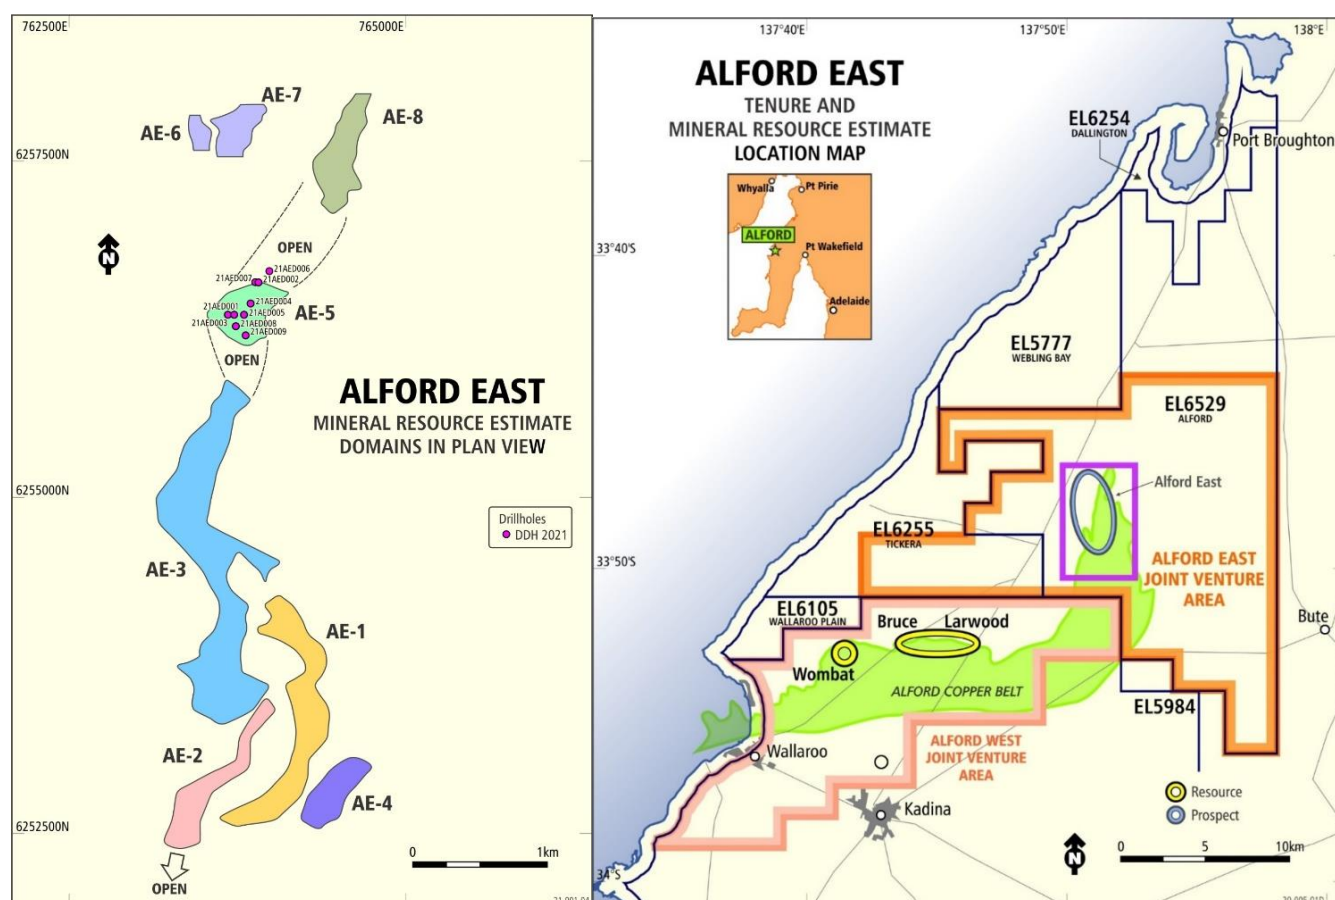 762500E
765000E
AE-7
AE-6
AE-8
6257500N
N
OPEN
21AED006
21AED007
21AED002
21AED004
21AED001
21AED005
AE-5
21AED003
21AED008
21AED009
OPEN
ALFORD EAST
MINERAL RESOURCE ESTIMATE
DOMAINS IN PLAN VIEW
6255000N
Drillholes
DDH 2021
AE-3
AE-1
AE-2
AE-4
6252500N
0 1km
OPEN
137°40'E
137°50'E
138°E
ALFORD EAST
TENURE AND
MINERAL RESOURCE ESTIMATE
LOCATION MAP
Whyalla
Pt Pirie
ALFORD
Pt Wakefield
Adelaide
EL6254
DALLINGTON
Port Broughton
33°40'S
EL5777
WEBLING BAY
EL6529
ALFORD
Alford East
EL6255
TICKERA
33°50'S
ALFORD EAST
JOINT VENTURE
AREA
EL6105
WALLAROO PLAIN
Bruce Larwood
Bute
Wombat
ALFORD COPPER BELT
EL5984
Wallaroo
ALFORD WEST
JOINT VENTURE
AREA
Resource
Prospect
Kadina
N
0 5 10km
34°S